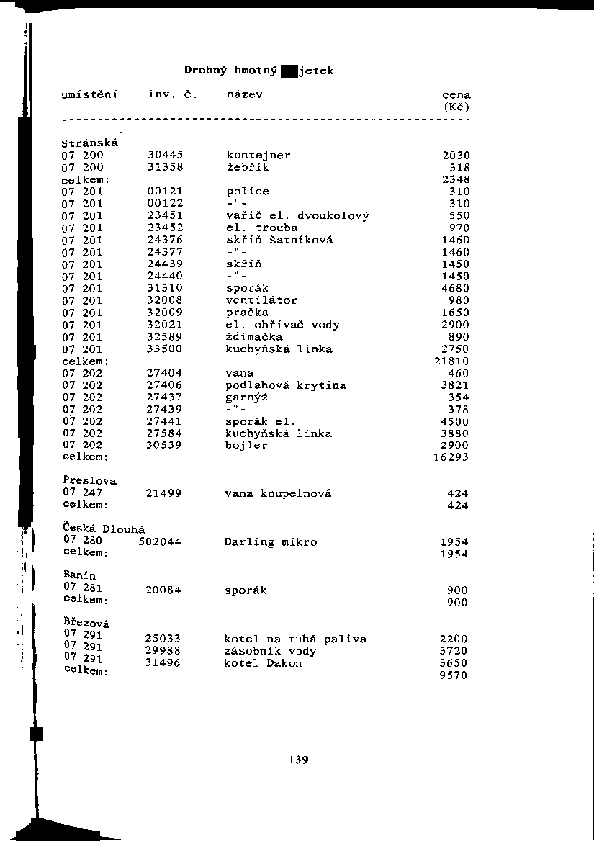 Drobný hmotný jetek
umístění inv. č. název cena
(Kč)
Stránská
07 200 30445 kontejner 2030
07 200 31358 žebřík 318
celkem: 2348
07 201 00121 police 310
07 201 00122 -"- 310
07 201 23451 vařič el. dvoukolový 550
07 201 23452 el. trouba 970
07 201 24376 skříň šatníková 1460
07 201 24377 -"- 1460
07 201 24439 skříň 1450
07 201 24440 -"- 1450
07 201 31510 sporák 4680
07 201 32008 ventilátor 980
07 201 32009 pračka 1650
07 201 32021 el. ohřívač vody 2900
07 201 32589 ždímačka 890
07 201 33500 kuchyňská linka 2750
celkem: 21810
07 202 27404 vana 460
07 202 27406 podlahová krytina 3821
07 202 27437 garnýž 354
07 202 27439 -"- 378
07 202 27441 sporák el. 4500
07 202 27584 kuchyňská linka 3880
07 202 30539 bojler 2900
celkem: 16293
Preslova
07 247 21499 vana koupelnová 424
celkem: 424
Česká Dlouhá
07 280 502044 Darling mikro 1954
celkem: 1954
Banín
07 281 20084 sporák 900
celkem: 900
Březová
07 291 25033 kotel na tuhá paliva 2200
07 291 29988 zásobník vody 3720
07 291 31496 kotel Dakon 3650
celkem: 9570
139